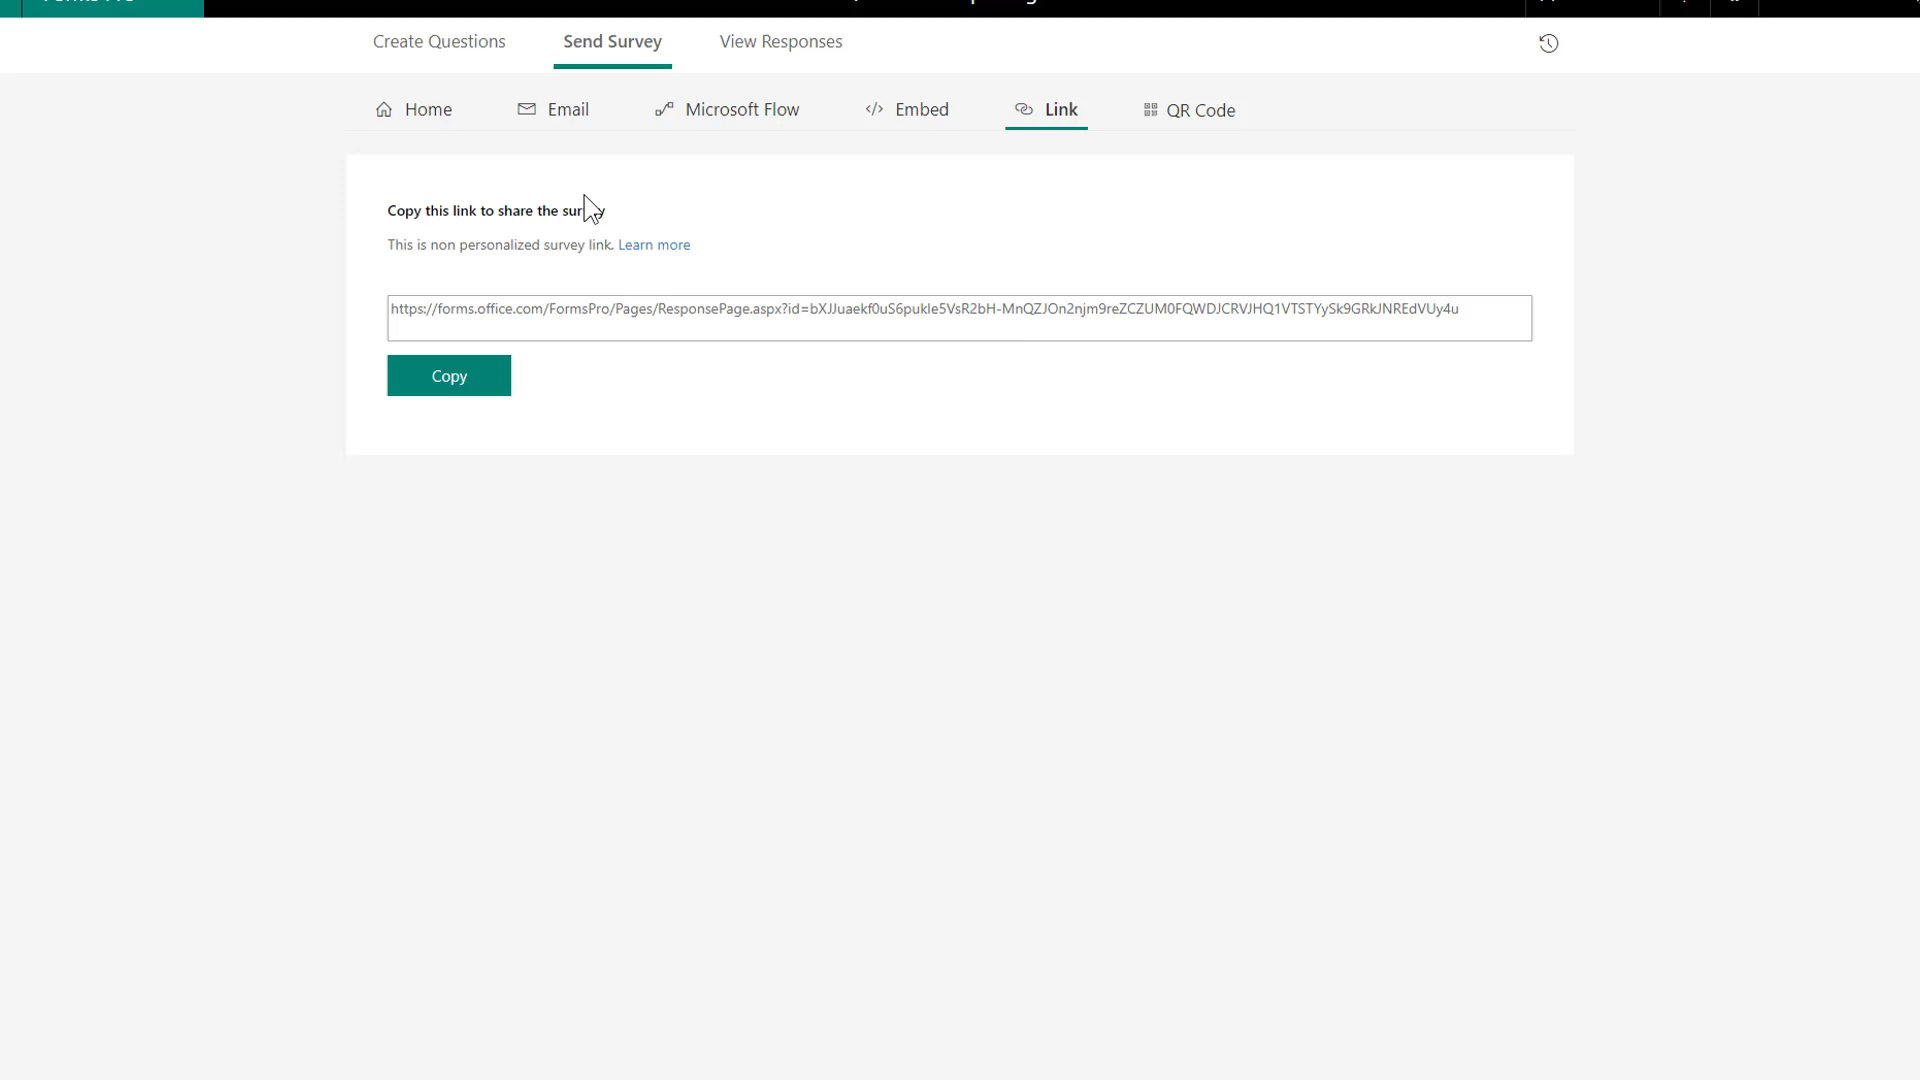 Create Questions Send Survey View Responses
Home Email Microsoft Flow Embed Link QR Code
Copy this link to share the survey
This is non personalized survey link. Learn more
https://forms.office.com/FormsPro/Pages/ResponsePage.aspx?id=bXJJuaekf0uS6pukIe5VsR2bH-MnQZJOn2njm9reZCZUM0FQWDJCRVJHQ1VTSTYySk9GRkJNREdVUy4u
Copy